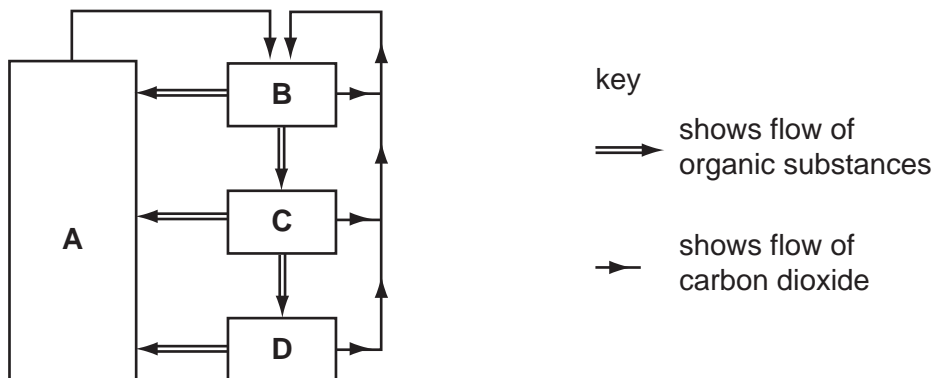 A
B
C
D
key
shows flow of
organic substances
shows flow of
carbon dioxide